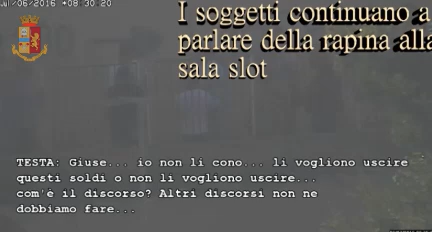 Jul/06/2016 +08:30:20
I soggetti continuano a
parlare della rapina alla
sala slot
TESTA: Giuse... io non li cono... li vogliono uscire
questi soldi o non li vogliono uscire...
com'è il discorso? Altri discorsi non ne
dobbiamo fare...